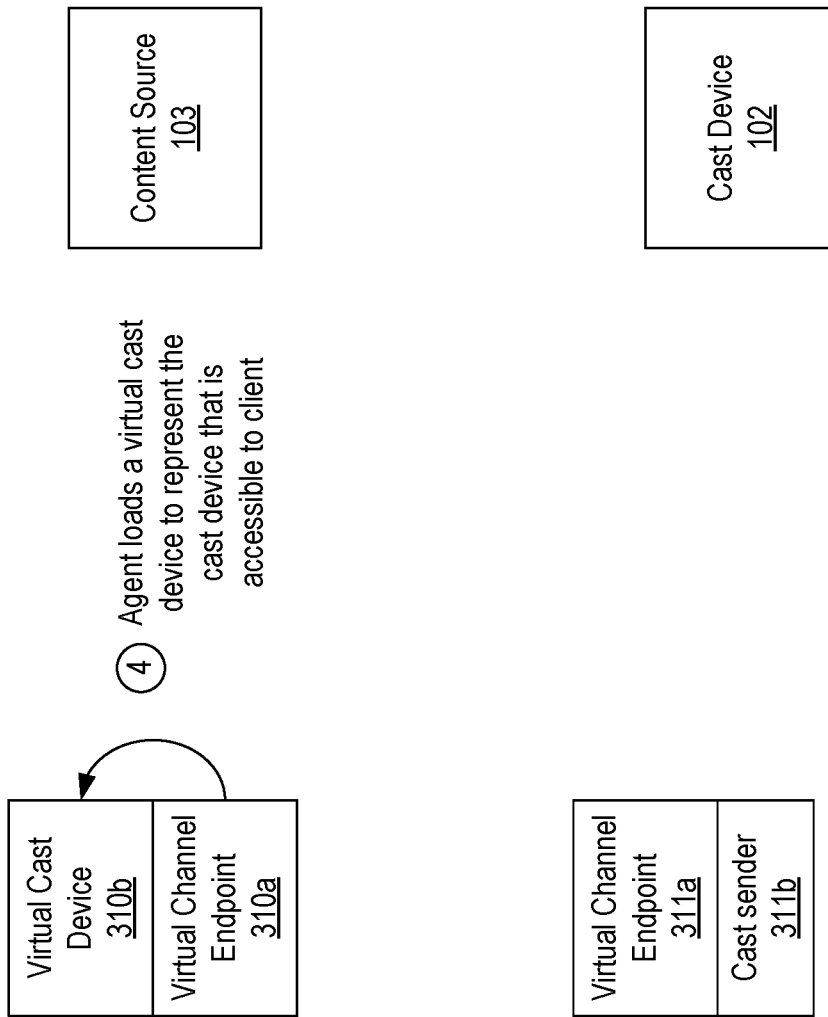 Virtual Cast
Device
310b
Virtual Channel
Endpoint
310a
4
Agent loads a virtual cast
device to represent the
cast device that is
accessible to client
Content Source
103
Virtual Channel
Endpoint
311a
Cast sender
311b
Cast Device
102